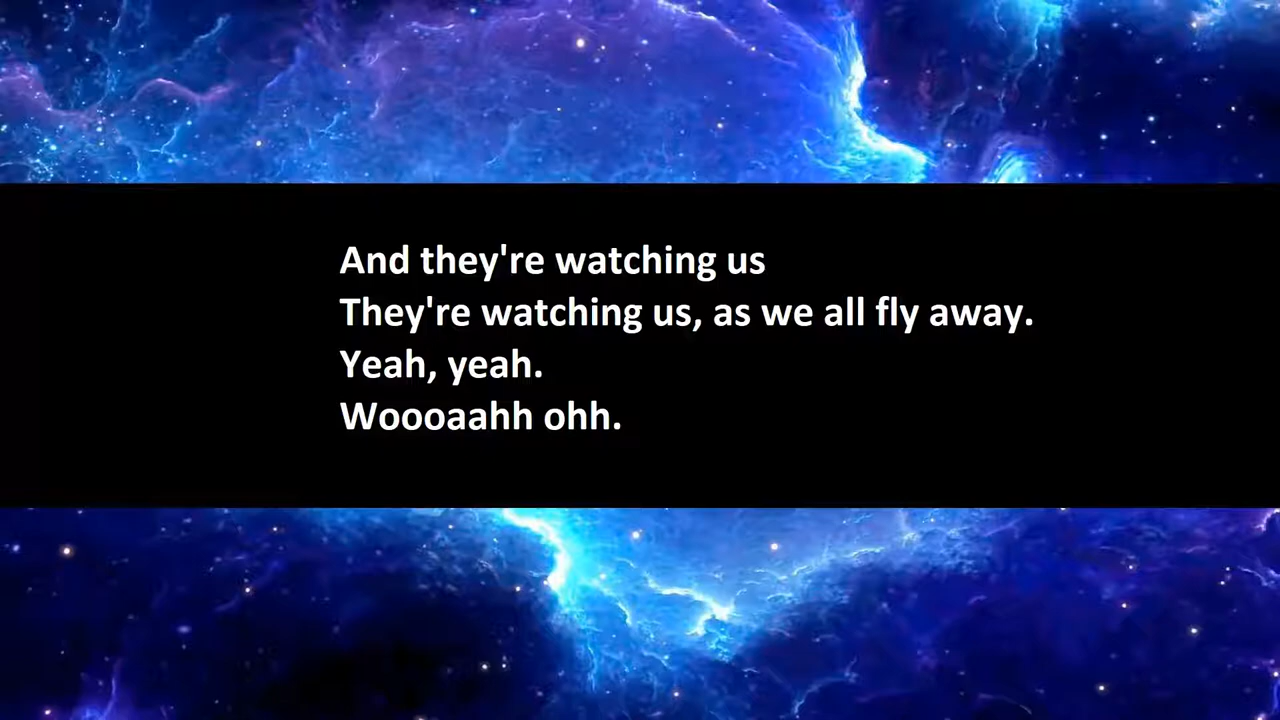 And they're watching us
They're watching us, as we all fly away.
Yeah, yeah.
Woooaahh ohh.